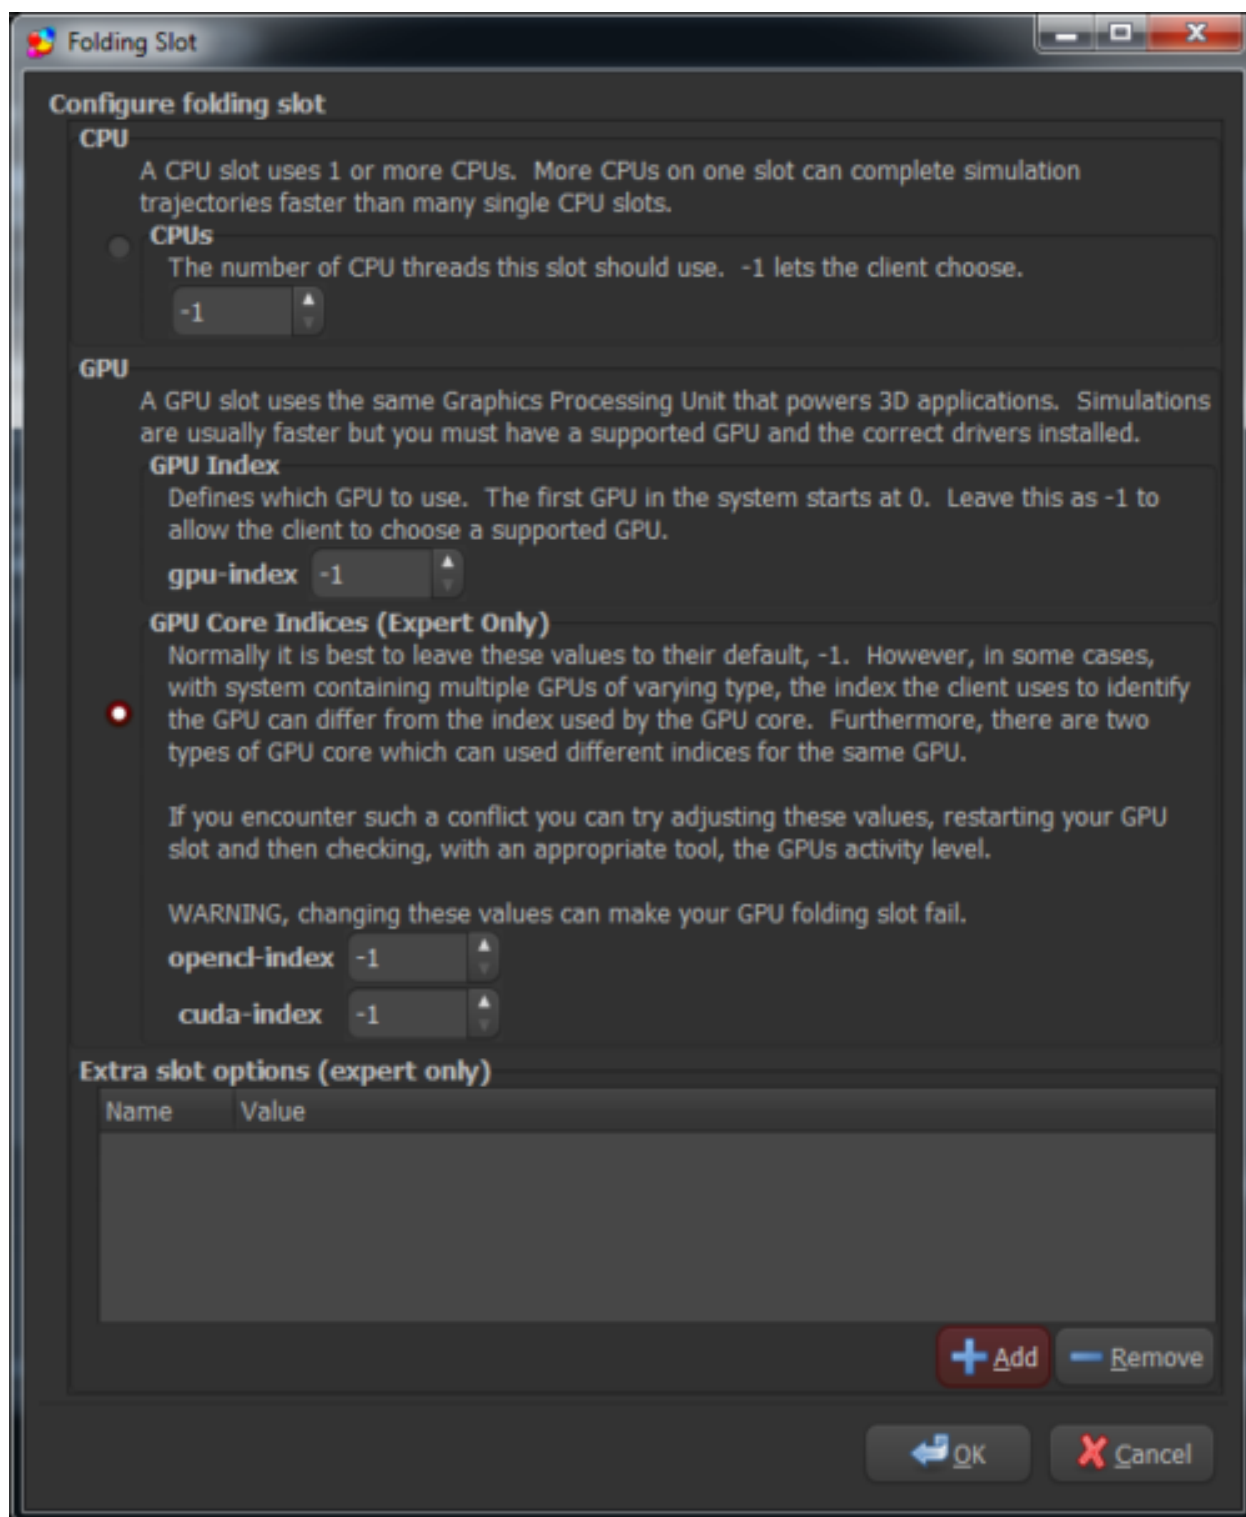 Folding Slot
Configure folding slot
CPU
A CPU slot uses 1 or more CPUs.  More CPUs on one slot can complete simulation
trajectories faster than many single CPU slots.
CPUs
The number of CPU threads this slot should use.  -1 lets the client choose.
-1
GPU
A GPU slot uses the same Graphics Processing Unit that powers 3D applications.  Simulations
are usually faster but you must have a supported GPU and the correct drivers installed.
GPU Index
Defines which GPU to use.  The first GPU in the system starts at 0.  Leave this as -1 to
allow the client to choose a supported GPU.
gpu-index -1
GPU Core Indices (Expert Only)
Normally it is best to leave these values to their default, -1.  However, in some cases,
with system containing multiple GPUs of varying type, the index the client uses to identify
the GPU can differ from the index used by the GPU core.  Furthermore, there are two
types of GPU core which can used different indices for the same GPU.
If you encounter such a conflict you can try adjusting these values, restarting your GPU
slot and then checking, with an appropriate tool, the GPUs activity level.
WARNING, changing these values can make your GPU folding slot fail.
opencl-index -1
cuda-index -1
Extra slot options (expert only)
Name Value
Add Remove
OK Cancel